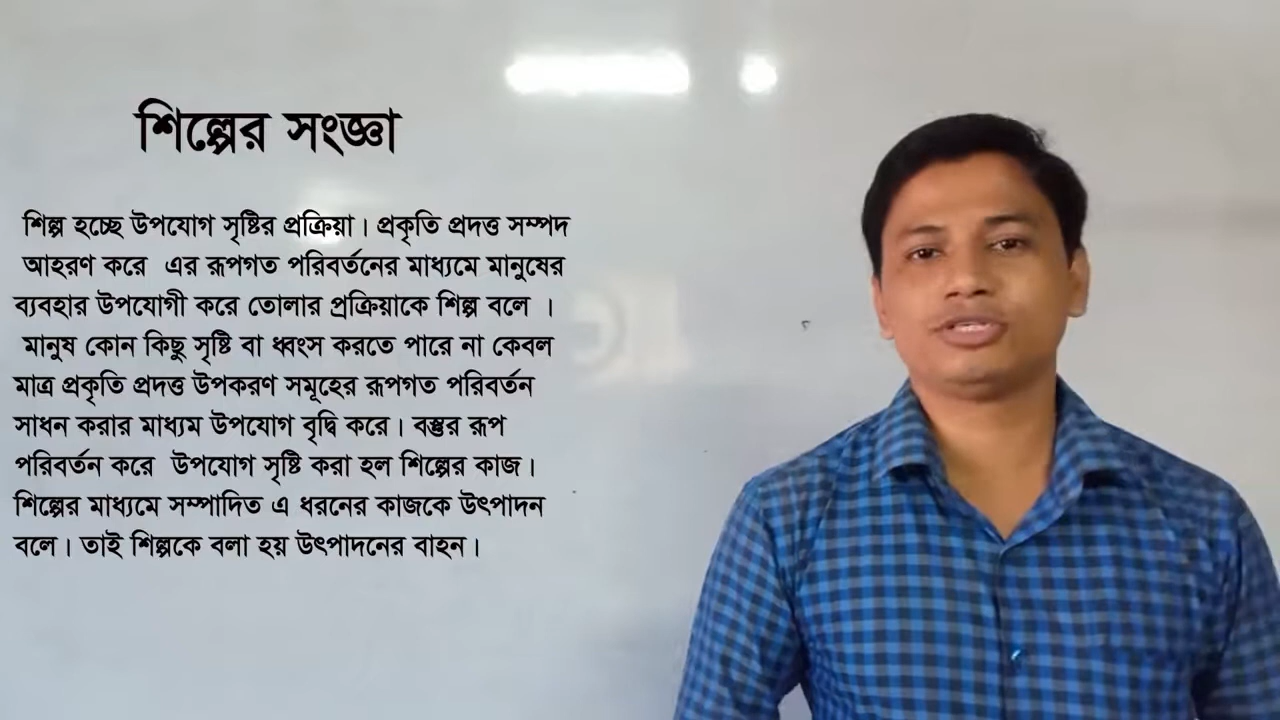 শিল্পের সংজ্ঞা
শিল্প হচ্ছে উপযোগ সৃষ্টির প্রক্রিয়া। প্রকৃতি প্রদত্ত সম্পদ
আহরণ করে এর রূপগত পরিবর্তনের মাধ্যমে মানুষের
ব্যবহার উপযোগী করে তোলার প্রক্রিয়াকে শিল্প বলে ।
মানুষ কোন কিছু সৃষ্টি বা ধ্বংস করতে পারে না কেবল
মাত্র প্রকৃতি প্রদত্ত উপকরণ সমূহের রূপগত পরিবর্তন
সাধন করার মাধ্যম উপযোগ বৃদ্বি করে। বস্তুর রূপ
পরিবর্তন করে উপযোগ সৃষ্টি করা হল শিল্পের কাজ।
শিল্পের মাধ্যমে সম্পাদিত এ ধরনের কাজকে উৎপাদন
বলে। তাই শিল্পকে বলা হয় উৎপাদনের বাহন।